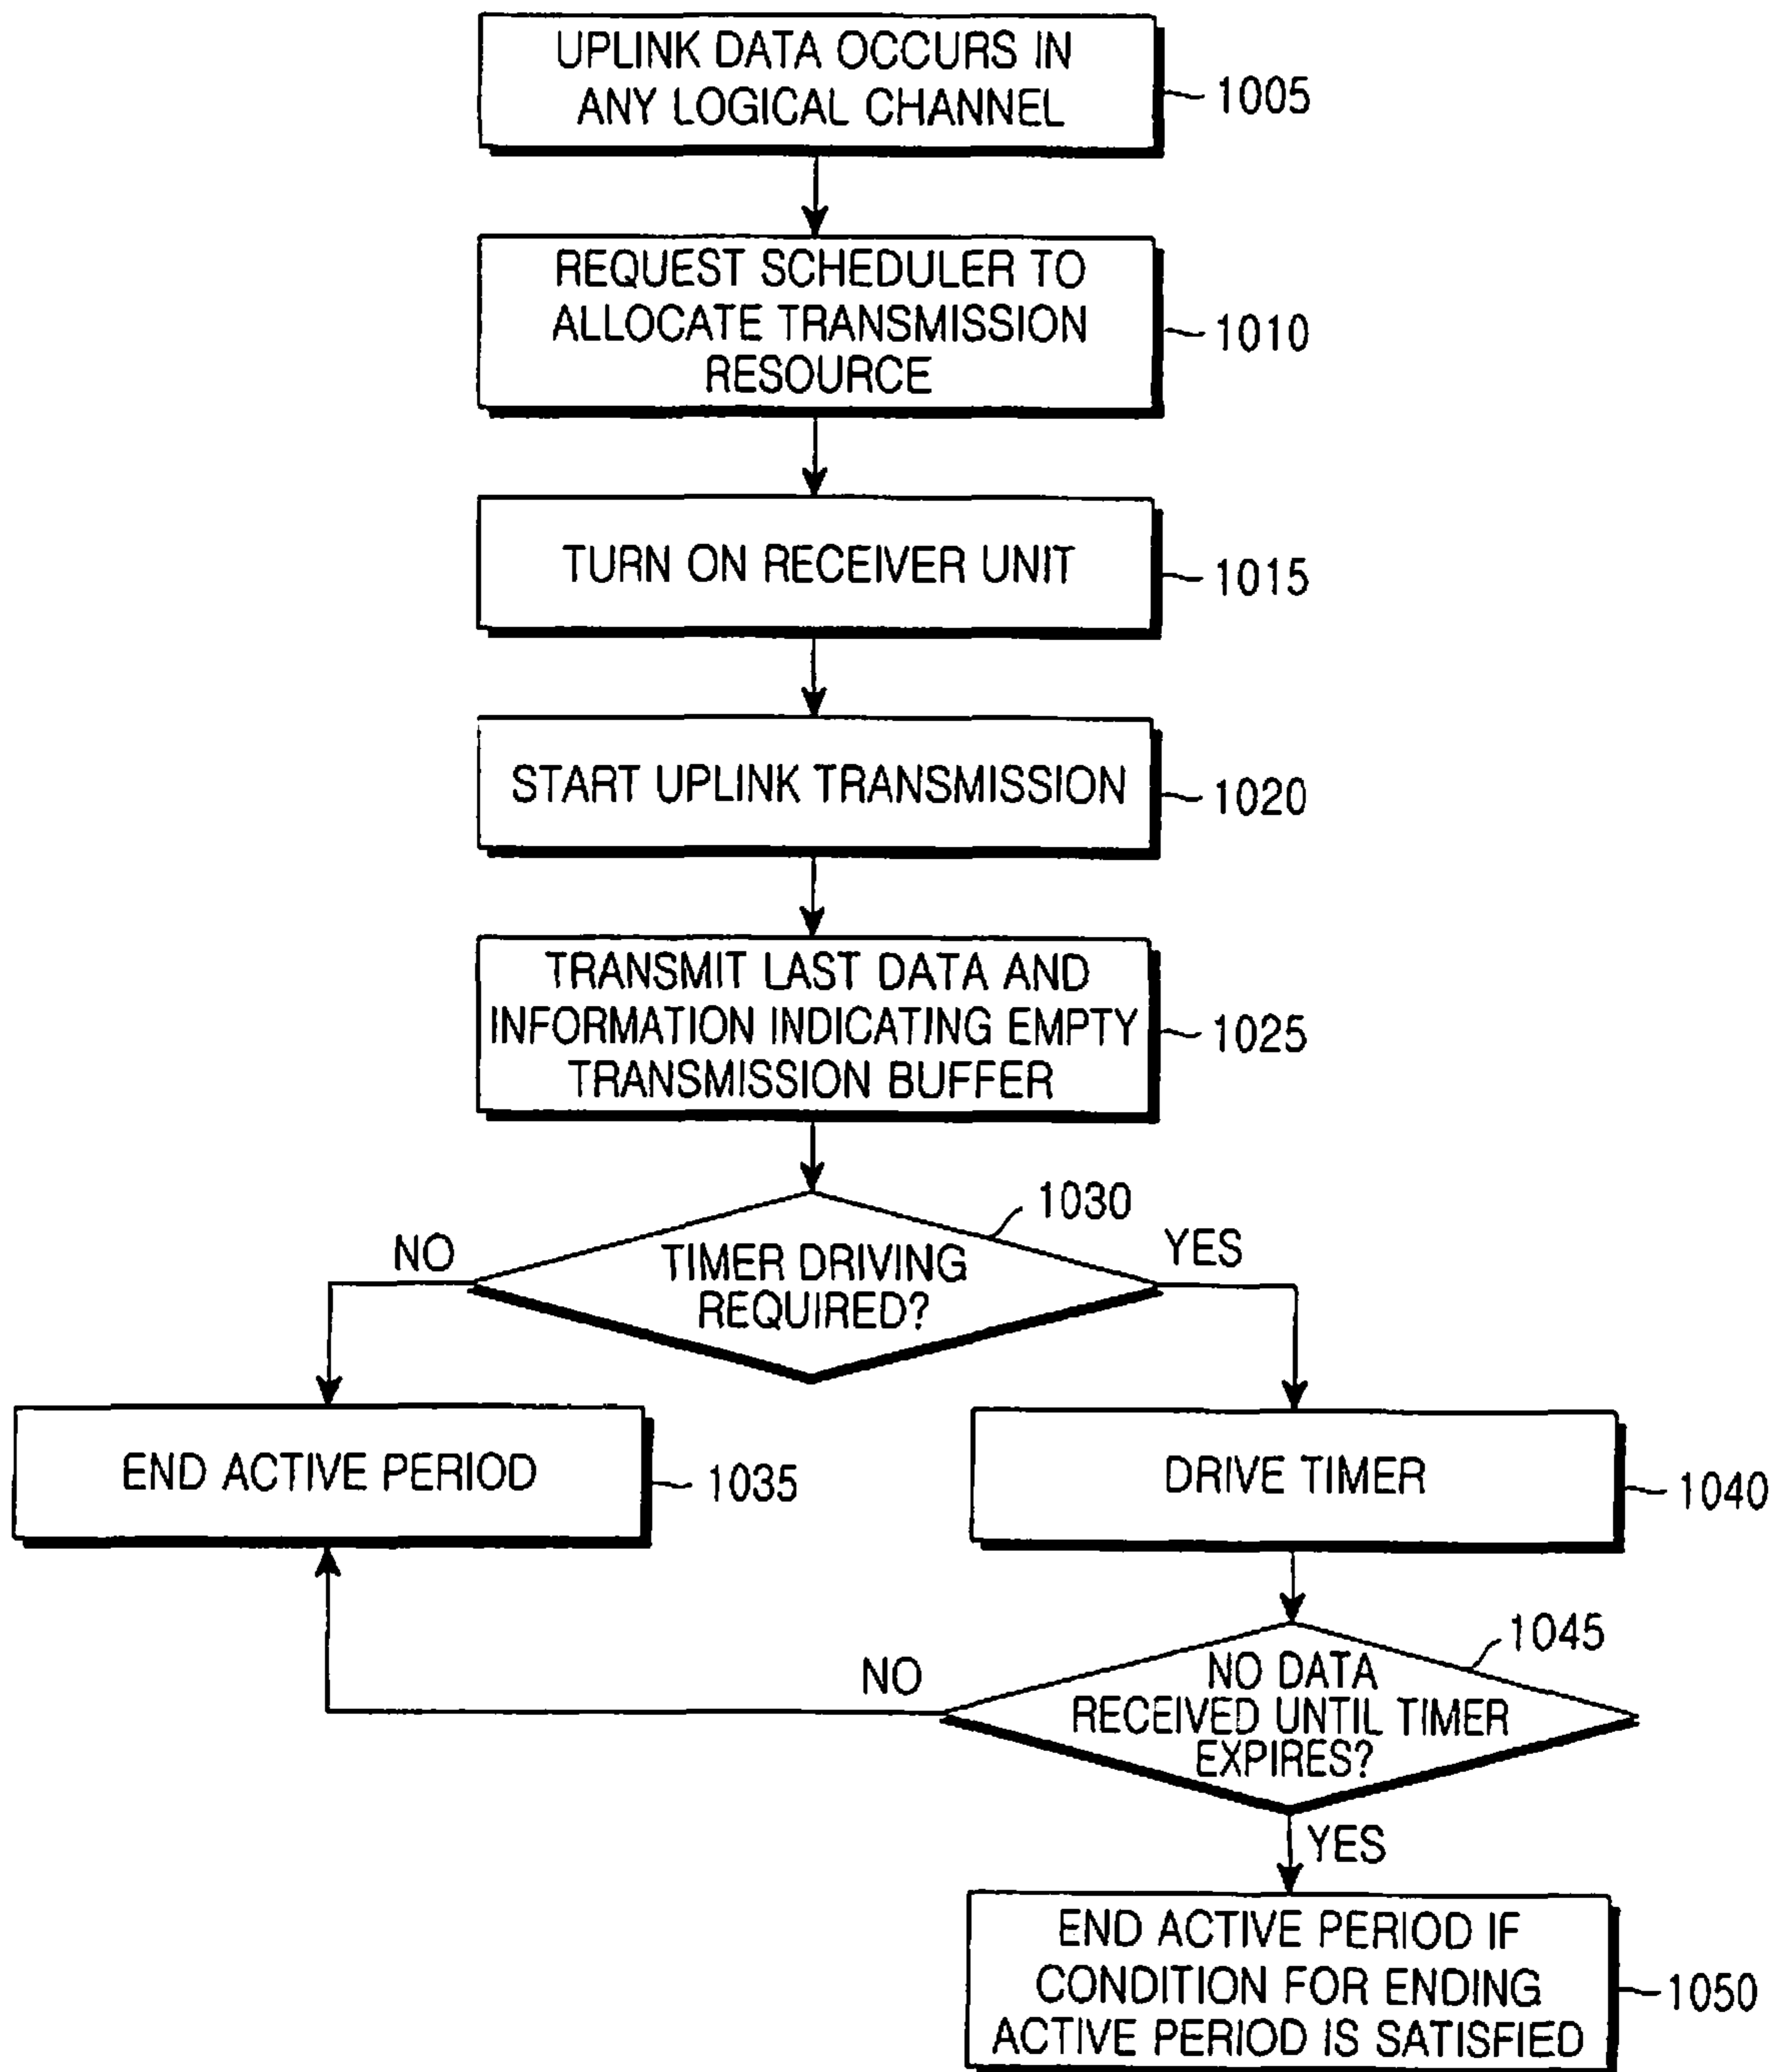 UPLINK DATA OCCURS IN
ANY LOGICAL CHANNEL
1005
REQUEST SCHEDULER TO
ALLOCATE TRANSMISSION
RESOURCE
1010
TURN ON RECEIVER UNIT
1015
START UPLINK TRANSMISSION
1020
TRANSMIT LAST DATA AND
INFORMATION INDICATING EMPTY
TRANSMISSION BUFFER
1025
1030
NO
YES
TIMER DRIVING
REQUIRED?
END ACTIVE PERIOD
1035
DRIVE TIMER
1040
1045
NO
NO DATA
RECEIVED UNTIL TIMER
EXPIRES?
YES
END ACTIVE PERIOD IF
CONDITION FOR ENDING
ACTIVE PERIOD IS SATISFIED
1050